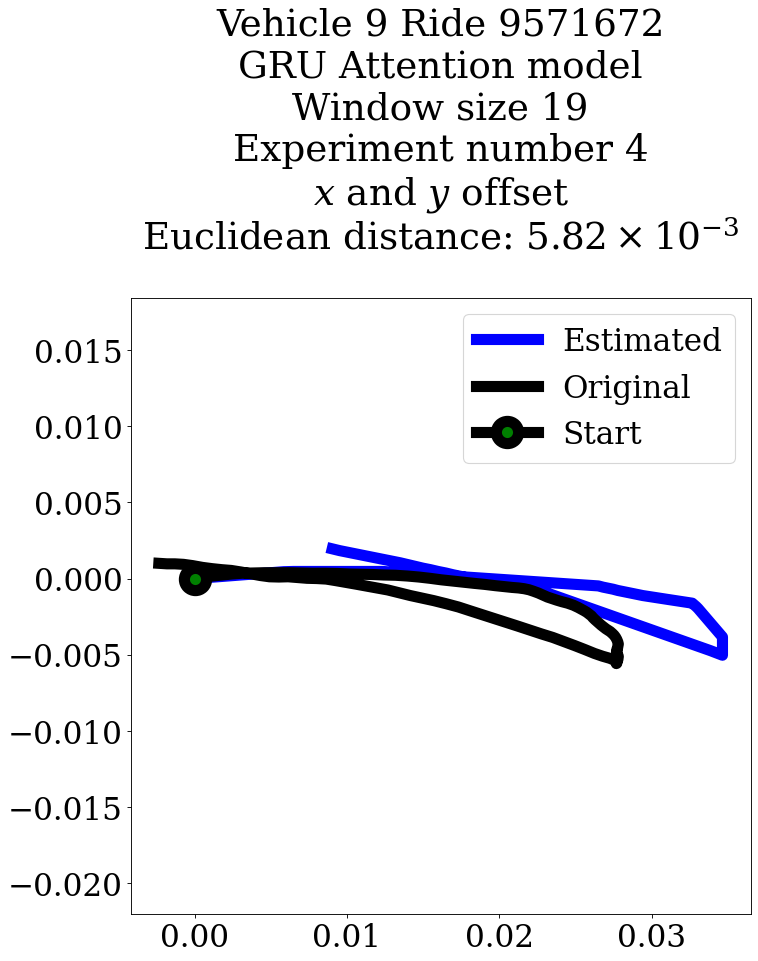 Vehicle 9 Ride 9571672
GRU Attention model
Window size 19
Experiment number 4
x and y offset
Euclidean distance: 5.82 × 10⁻³
Estimated
Original
Start
0.015
0.010
0.005
0.000
−0.005
−0.010
−0.015
−0.020
0.00 0.01 0.02 0.03